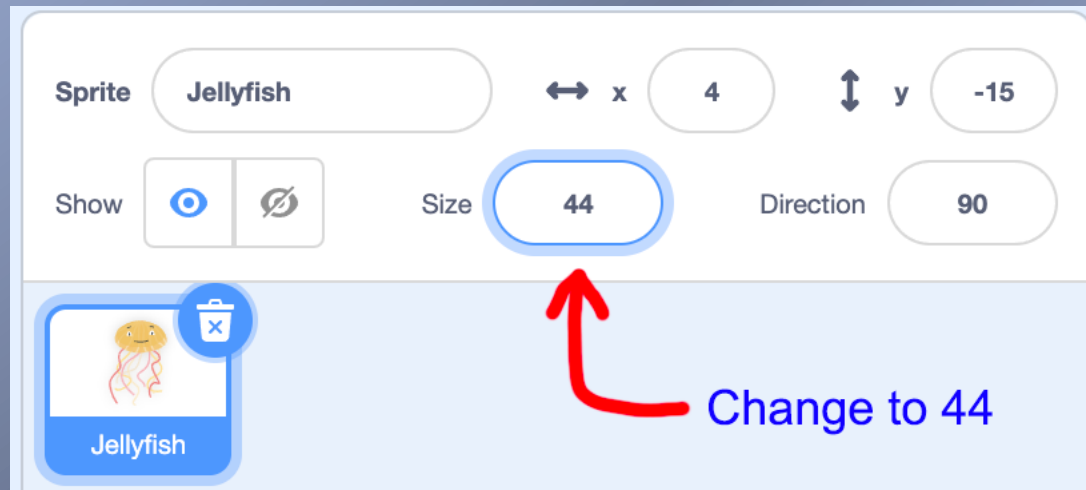 Sprite Jellyfish x 4 y -15
Show Size 44 Direction 90
Change to 44
Jellyfish